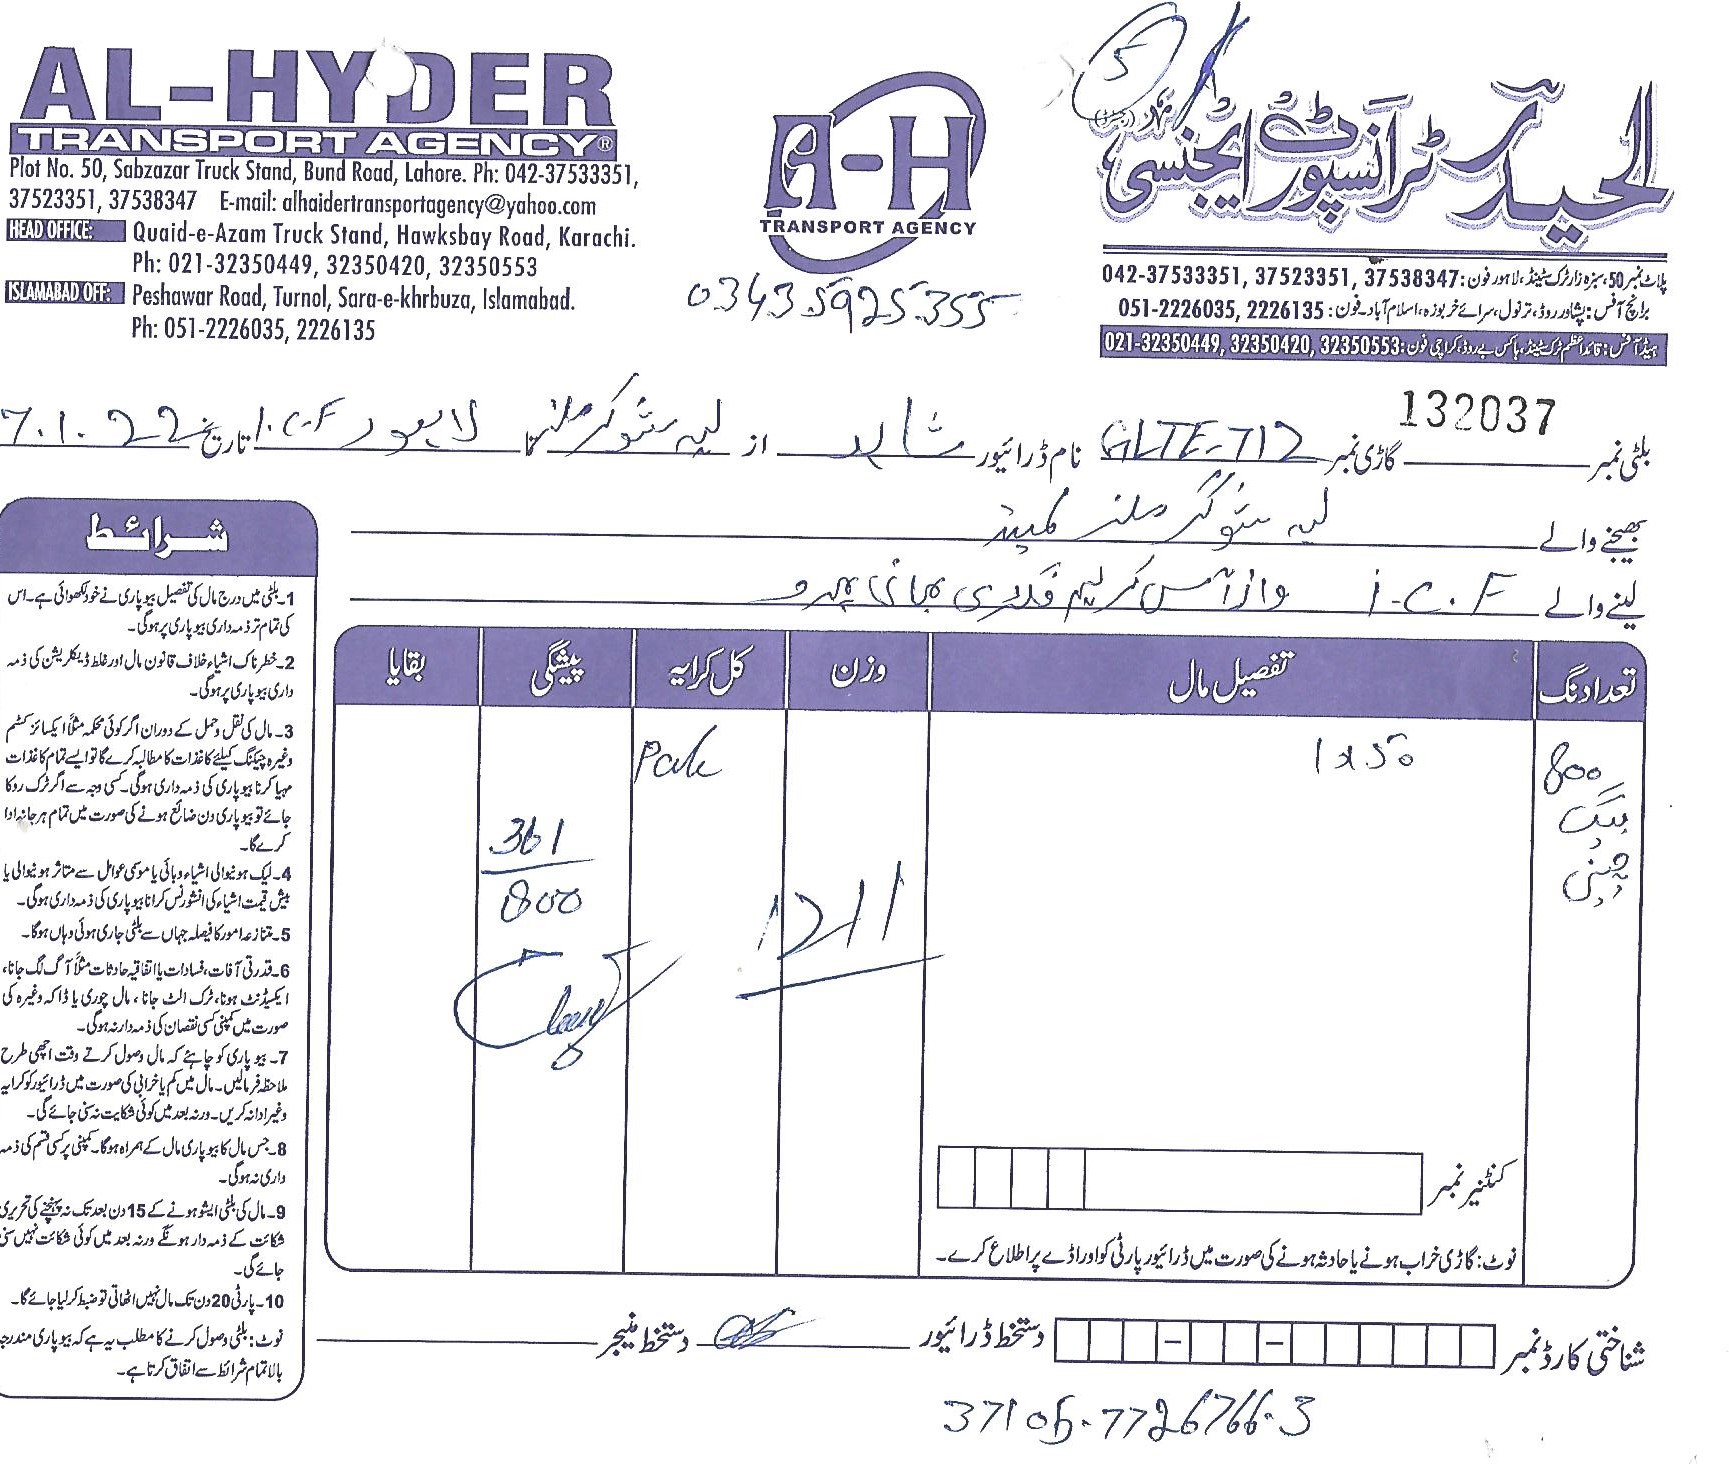 AL-HYDER
TRANSPORT AGENCY®
Plot No. 50, Sabzazar Truck Stand, Bund Road, Lahore. Ph: 042-37533351,
37523351, 37538347 E-mail: alhaidertransportagency@yahoo.com
HEAD OFFICE: Quaid-e-Azam Truck Stand, Hawksbay Road, Karachi.
Ph: 021-32350449, 32350420, 32350553
ISLAMABAD OFF: Peshawar Road, Turnol, Sara-e-khrbuza, Islamabad.
Ph: 051-2226035, 2226135
A-H
TRANSPORT AGENCY
03435925355
5
الحیدر ٹرانسپورٹ ایجنسی
پلاٹ نمبر 50، سبزہ زار ٹرک سٹینڈ، لاہور فون: 042-37533351, 37523351, 37538347
برانچ آفس: پشاور روڈ، ترنول، سرائے خربوزہ، اسلام آباد۔ فون: 051-2226035, 2226135
ہیڈ آفس: قائد اعظم ٹرک سٹینڈ، ہاکس بے روڈ، کراچی فون: 021-32350449, 32350420, 32350553
132037
بلٹی نمبر گاڑی نمبر GLTE-712 نام ڈرائیور شاہد از لیہ شوگر ملز تا لاہور I.C.F تاریخ 7.1.22
بھیجنے والے لیہ شوگر ملز لمیٹڈ
لینے والے I.C.F والز آئس کریم فیکٹری بھائی پھیرو
تعداد نگ تفصیل مال وزن کل کرایہ پیشگی بقایا
800 1x50 Pak
بیگ
چینی
361
800
1211
کنٹینر نمبر
نوٹ: گاڑی خراب ہونے یا حادثہ ہونے کی صورت میں ڈرائیور پارٹی کو اور اڈے پر اطلاع کرے۔
شناختی کارڈ نمبر دستخط ڈرائیور دستخط منیجر
37105-7726766-3
شرائط
1۔ بلٹی میں درج مال کی تفصیل بیوپاری نے خود لکھوائی ہے۔ اس
کی تمام تر ذمہ داری بیوپاری پر ہوگی۔
2۔ خطرناک اشیاء خلاف قانون مال اور غلط ڈیکلریشن کی ذمہ
داری بیوپاری پر ہوگی۔
3۔ مال کی نقل و حمل کے دوران اگر کوئی محکمہ مثلاً ایکسائز کسٹم
وغیرہ چیکنگ کیلئے کاغذات کا مطالبہ کرے گا تو ایسے تمام کاغذات
مہیا کرنا بیوپاری کی ذمہ داری ہوگی۔ کسی وجہ سے اگر ٹرک روکا
جائے تو بیوپاری دن ضائع ہونے کی صورت میں تمام ہرجانہ ادا
کرے گا۔
4۔ لیک ہونیوالی اشیاء وبائی یا موسمی عوامل سے متاثر ہونیوالی یا
بیش قیمت اشیاء کی انشورنس کرانا بیوپاری کی ذمہ داری ہوگی۔
5۔ متنازعہ امور کا فیصلہ جہاں سے بلٹی جاری ہوئی وہاں ہوگا۔
6۔ قدرتی آفات، فسادات یا اتفاقیہ حادثات مثلاً آگ لگ جانا،
ایکسیڈنٹ ہونا، ٹرک الٹ جانا، مال چوری یا ڈاکہ وغیرہ کی
صورت میں کمپنی کسی نقصان کی ذمہ دار نہ ہوگی۔
7۔ بیوپاری کو چاہئے کہ مال وصول کرتے وقت اچھی طرح
ملاحظہ فرمالیں۔ مال میں کم یا خرابی کی صورت میں ڈرائیور کو کرایہ
وغیرا ادا نہ کریں۔ ورنہ بعد میں کوئی شکایت نہ سنی جائے گی۔
8۔ جس مال کا بیوپاری مال کے ہمراہ ہوگا۔ کمپنی پر کسی قسم کی ذمہ
داری نہ ہوگی۔
9۔ مال کی بلٹی ایشو ہونے کے 15 دن بعد تک نہ پہنچنے کی تحریری
شکائت کے ذمہ دار ہونگے ورنہ بعد میں کوئی شکائت نہیں سنی
جائے گی۔
10۔ پارٹی 20 دن تک مال نہیں اٹھاتی تو ضبط کر لیا جائے گا۔
نوٹ: بلٹی وصول کرنے کا مطلب یہ ہے کہ بیوپاری مندرجہ
بالا تمام شرائط سے اتفاق کرتا ہے۔